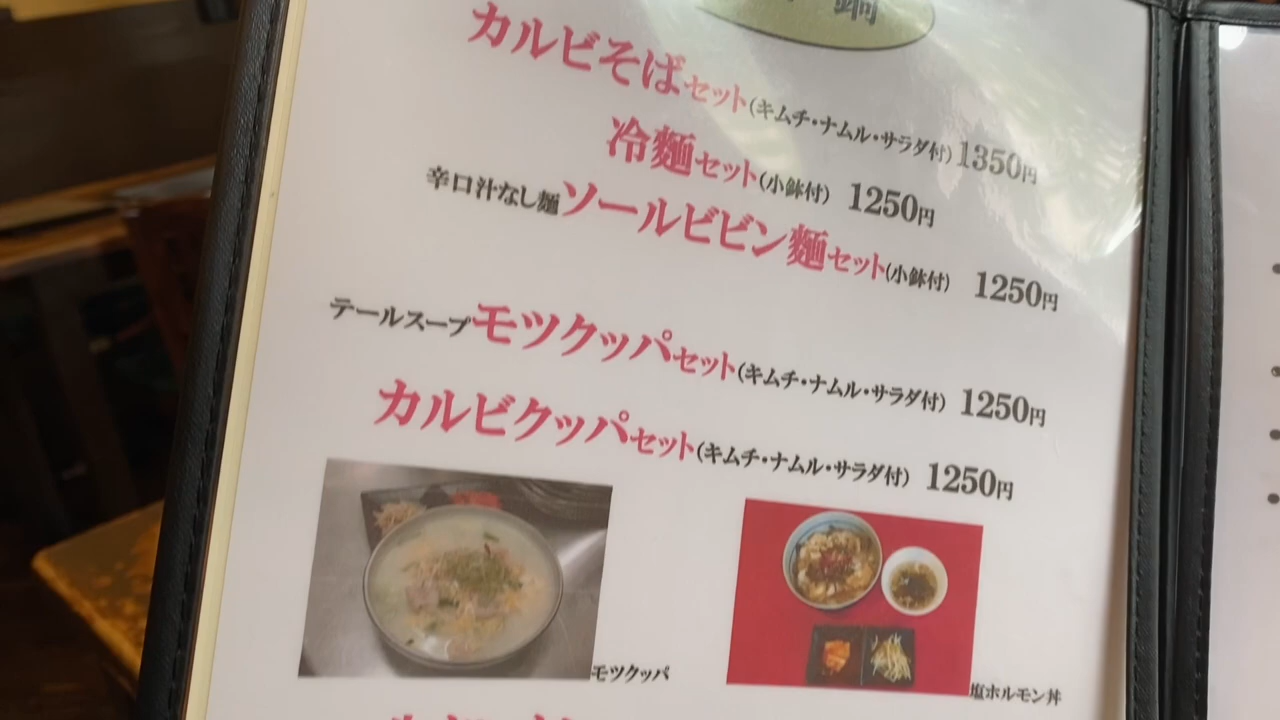 鍋
カルビそばセット(キムチ・ナムル・サラダ付) 1350円
冷麵セット(小鉢付) 1250円
辛口汁なし麵ソールビビン麵セット(小鉢付) 1250円
テールスープモツクッパセット(キムチ・ナムル・サラダ付) 1250円
カルビクッパセット(キムチ・ナムル・サラダ付) 1250円
モツクッパ
塩ホルモン丼